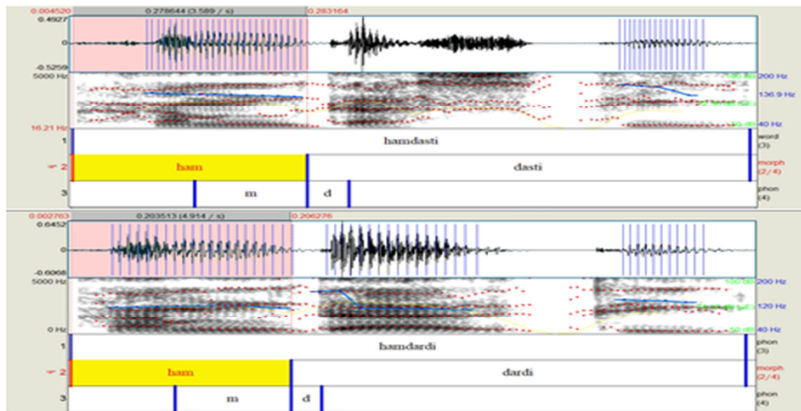 0.004520 0.278644 (3.589 / s) 0.283164
0.4927
0
-0.5259
5000 Hz 200 Hz
136.9 Hz
16.21 Hz 40 Hz
1 hamdasti word (3)
2 ham dasti morph (2/4)
3 m d phon (4)
0.002763 0.203513 (4.914 / s) 0.206276
0.6452
0
-0.6068
5000 Hz 200 Hz
120 Hz
0 Hz 40 Hz
1 hamdardi phon (3)
2 ham dardi morph (2/4)
3 m d phon (4)